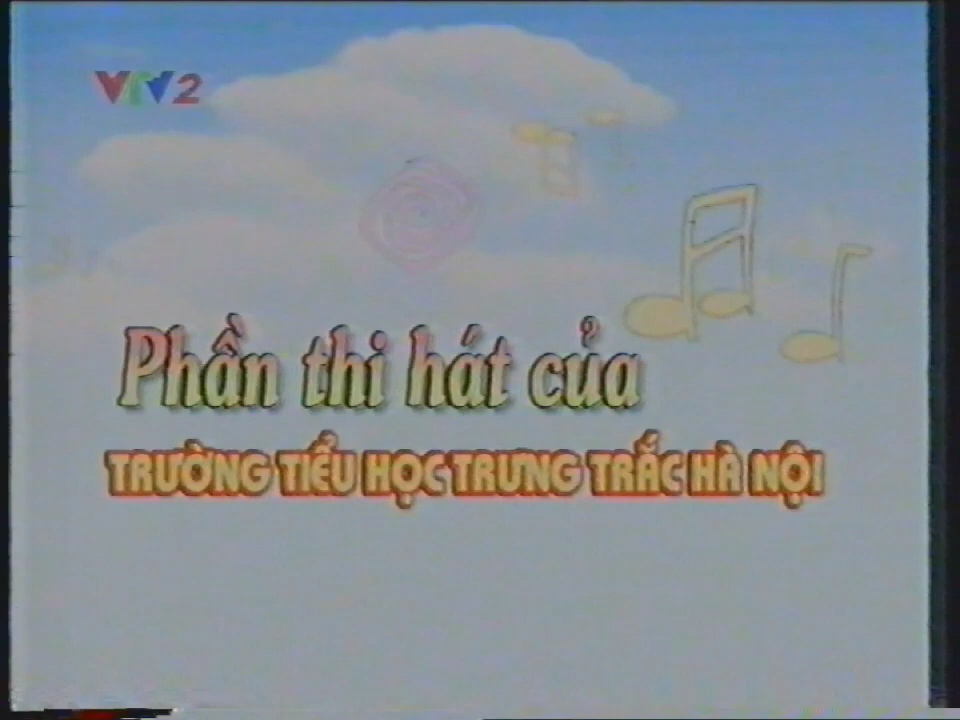 VTV2
Phần thi hát của
TRƯỜNG TIỂU HỌC TRƯNG TRẮC HÀ NỘI